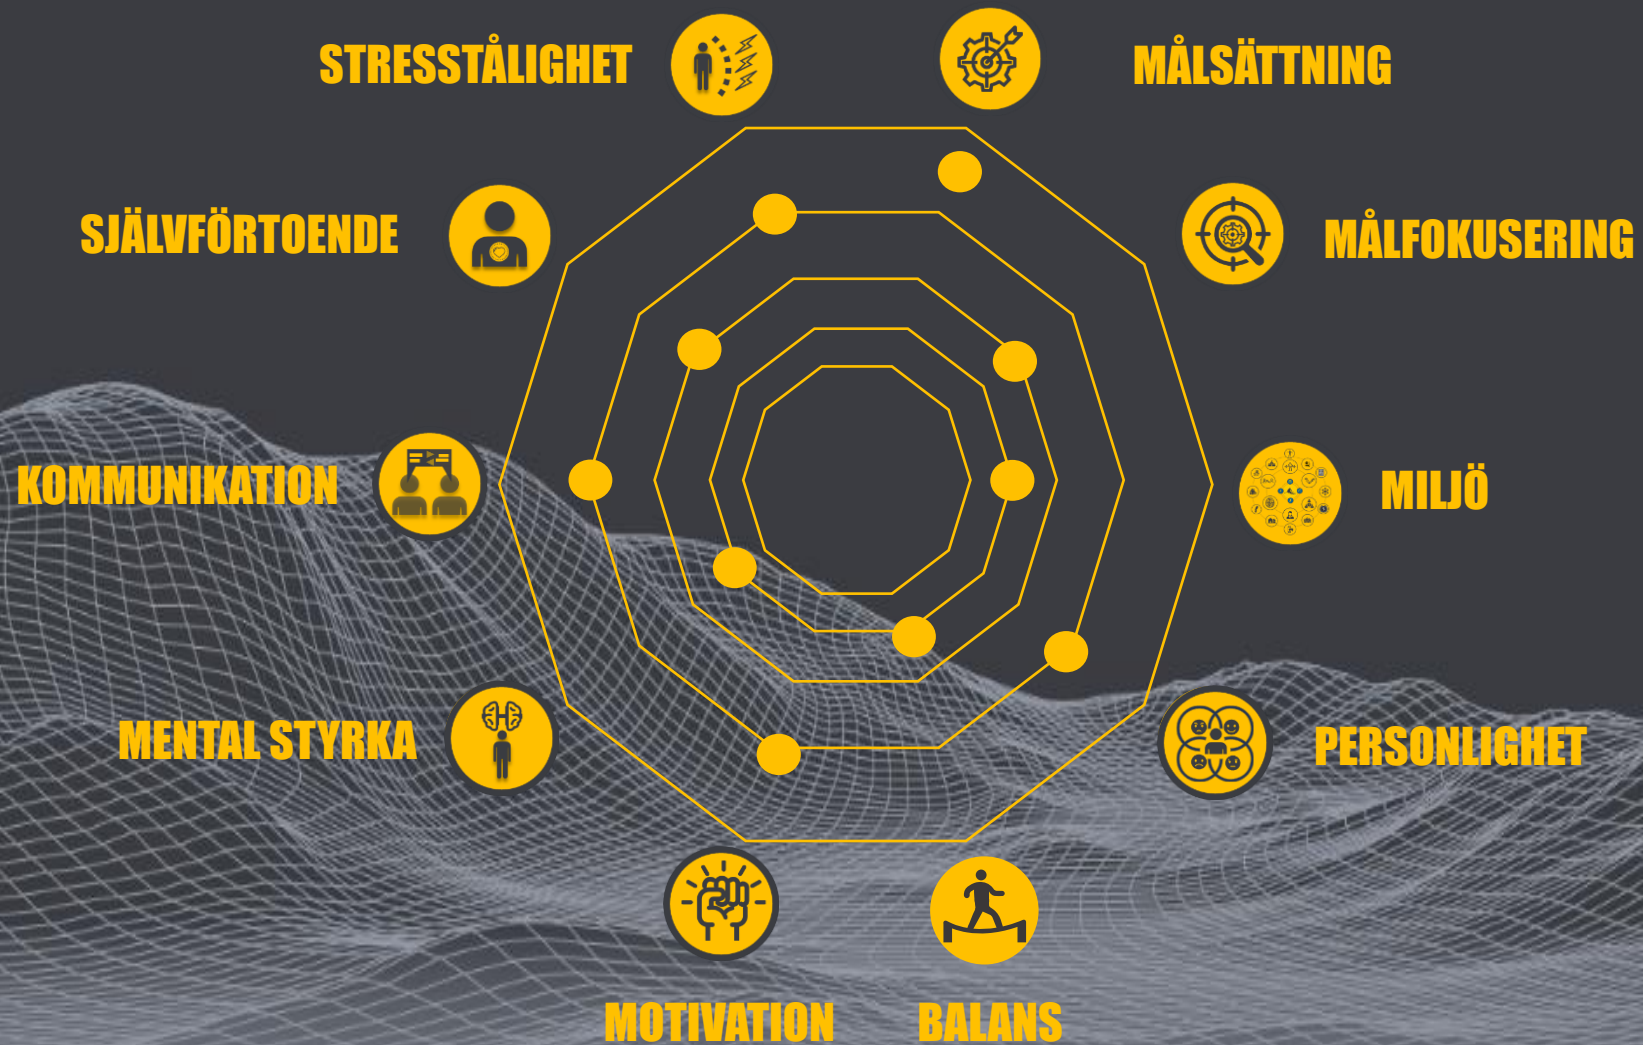 STRESSTÅLIGHET
MÅLSÄTTNING
SJÄLVFÖRTOENDE
MÅLFOKUSERING
KOMMUNIKATION
MILJÖ
MENTAL STYRKA
PERSONLIGHET
MOTIVATION
BALANS